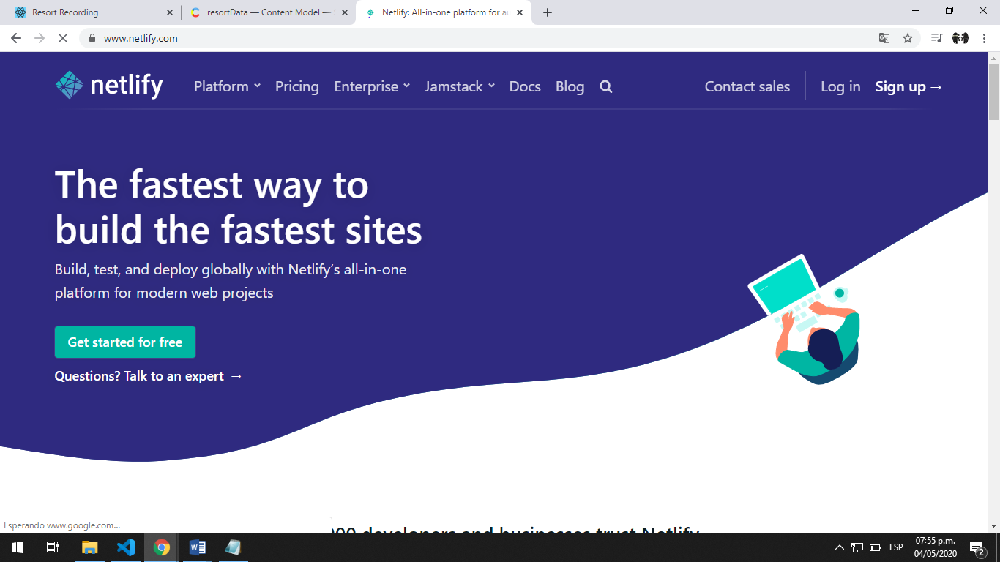 Resort Recording
resortData — Content Model —
Netlify: All-in-one platform for au
www.netlify.com
netlify
Platform
Pricing
Enterprise
Jamstack
Docs
Blog
Contact sales
Log in
Sign up →
The fastest way to
build the fastest sites
Build, test, and deploy globally with Netlify’s all-in-one
platform for modern web projects
Get started for free
Questions? Talk to an expert →
000 developers and businesses trust Netlify
Esperando www.google.com...
ESP
07:55 p.m.
04/05/2020
2